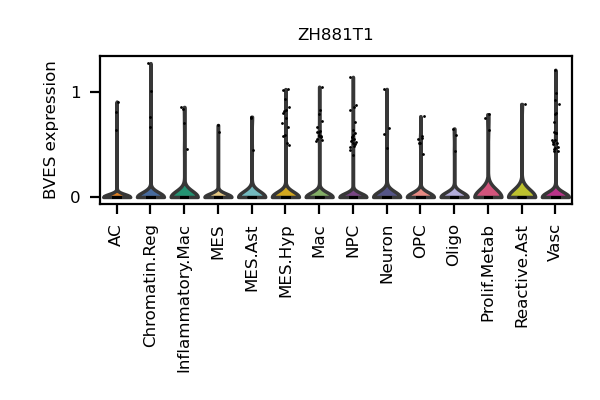 ZH881T1
BVES expression
1
0
AC
Chromatin.Reg
Inflammatory.Mac
MES
MES.Ast
MES.Hyp
Mac
NPC
Neuron
OPC
Oligo
Prolif.Metab
Reactive.Ast
Vasc